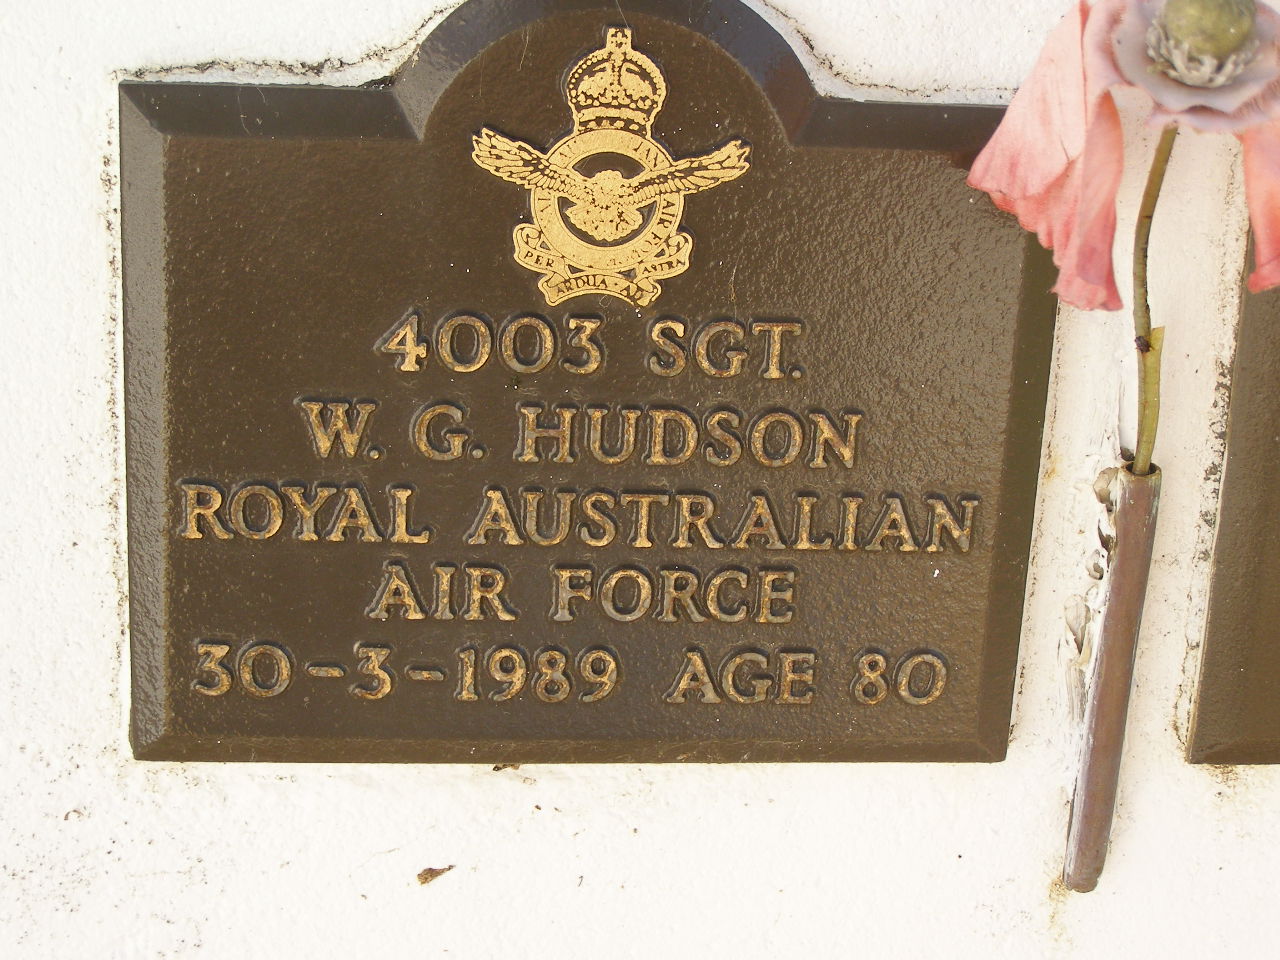 PER ARDUA AD ASTRA
4003 SGT.
W. G. HUDSON
ROYAL AUSTRALIAN
AIR FORCE
30-3-1989 AGE 80